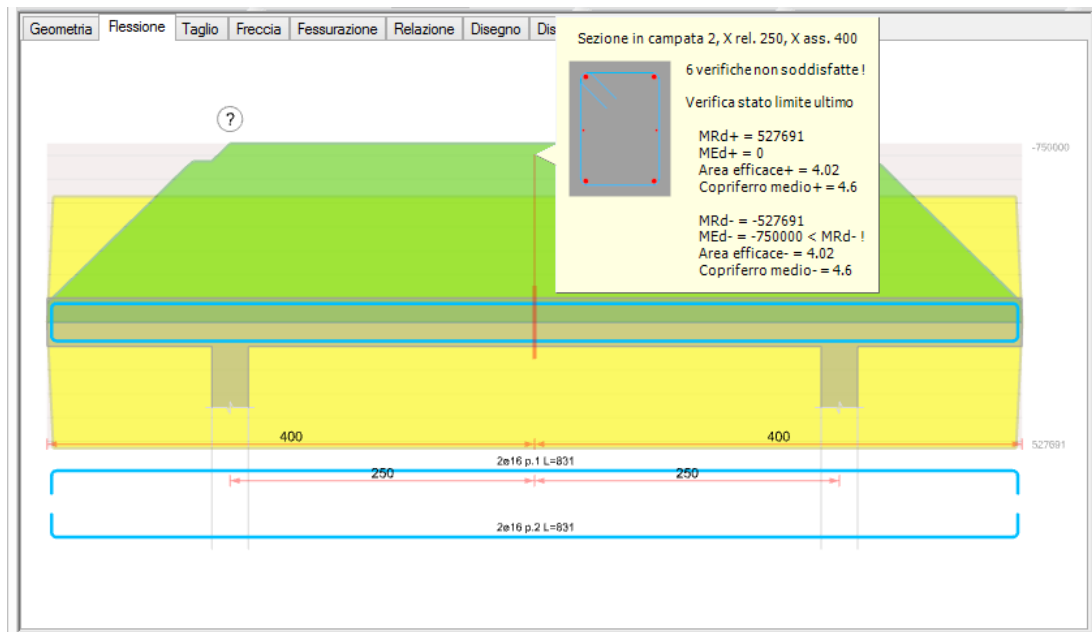 Geometria Flessione Taglio Freccia Fessurazione Relazione Disegno Dis
Sezione in campata 2, X rel. 250, X ass. 400
6 verifiche non soddisfatte !
Verifica stato limite ultimo
MRd+ = 527691
MEd+ = 0
Area efficace+ = 4.02
Copriferro medio+ = 4.6
MRd- = -527691
MEd- = -750000 < MRd- !
Area efficace- = 4.02
Copriferro medio- = 4.6
?
-750000
400 400
527691
2ø16 p.1 L=831
250 250
2ø16 p.2 L=831